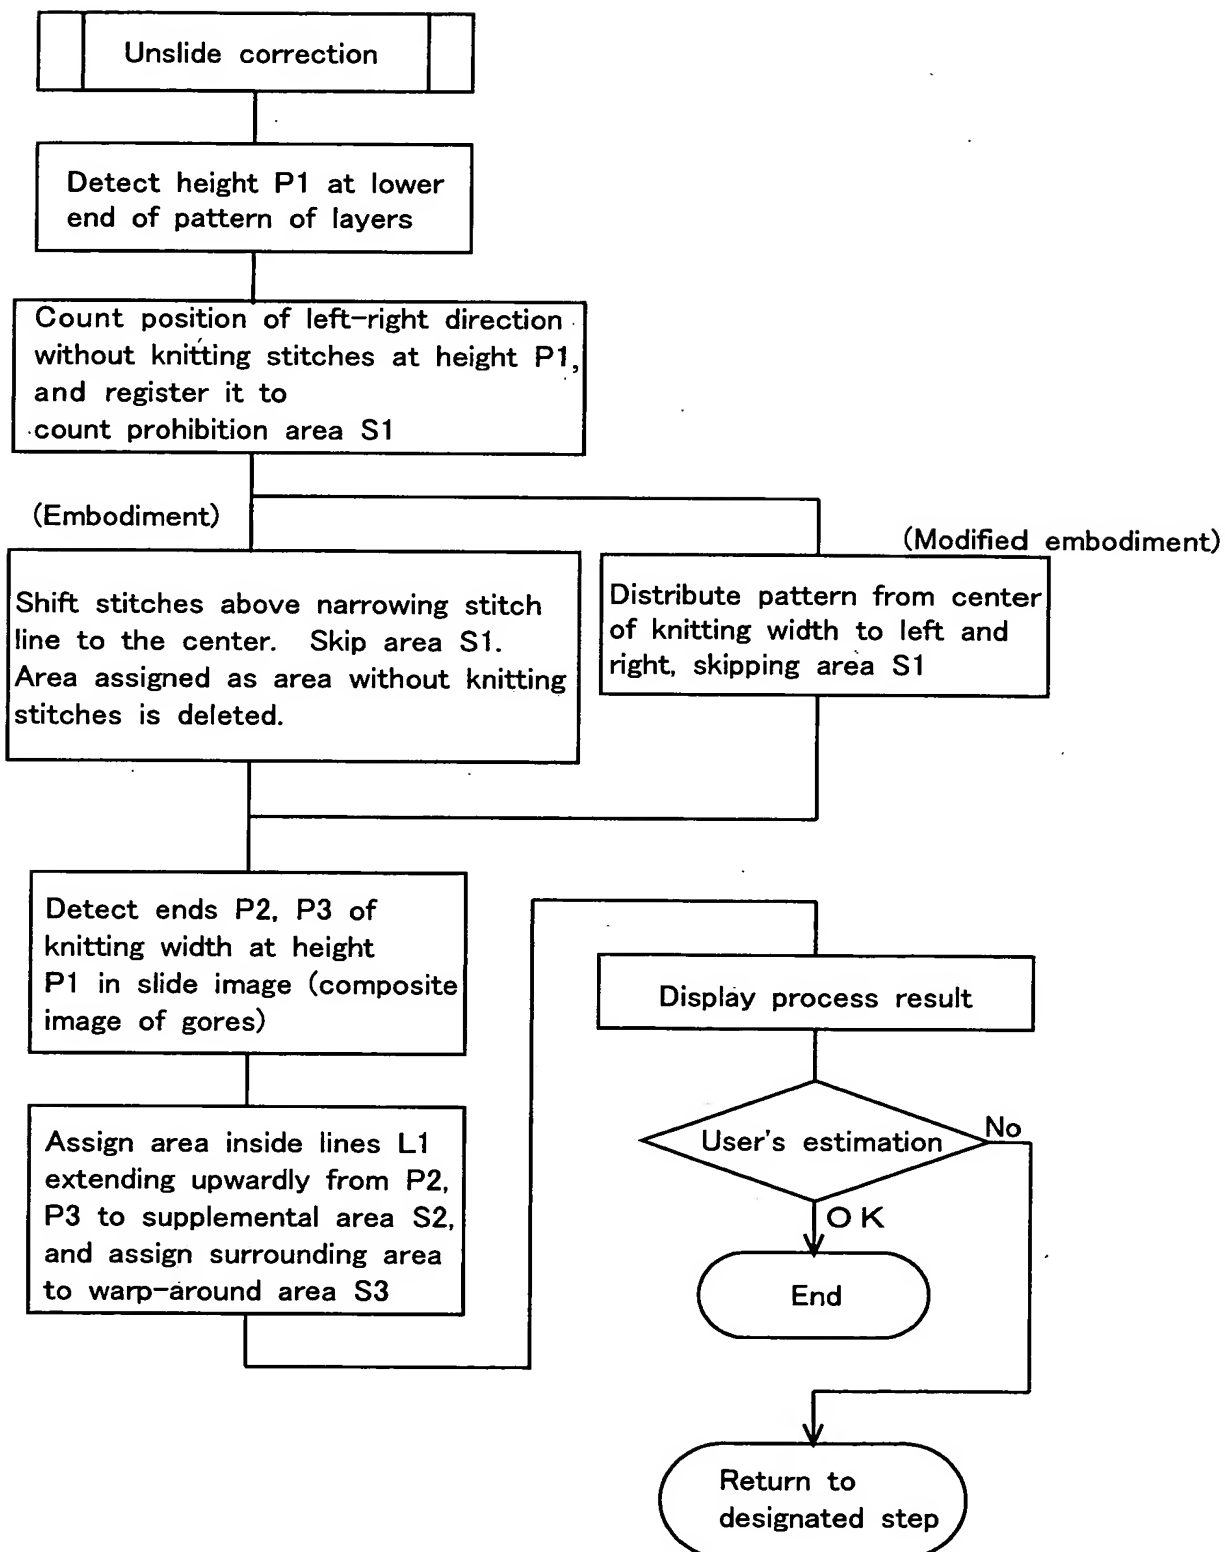 Unslide correction
Detect height P1 at lower
end of pattern of layers
Count position of left-right direction
without knitting stitches at height P1,
and register it to
count prohibition area S1
(Embodiment)
(Modified embodiment)
Shift stitches above narrowing stitch
line to the center. Skip area S1.
Area assigned as area without knitting
stitches is deleted.
Distribute pattern from center
of knitting width to left and
right, skipping area S1
Detect ends P2, P3 of
knitting width at height
P1 in slide image (composite
image of gores)
Assign area inside lines L1
extending upwardly from P2,
P3 to supplemental area S2,
and assign surrounding area
to warp-around area S3
Display process result
User's estimation
No
OK
End
Return to
designated step